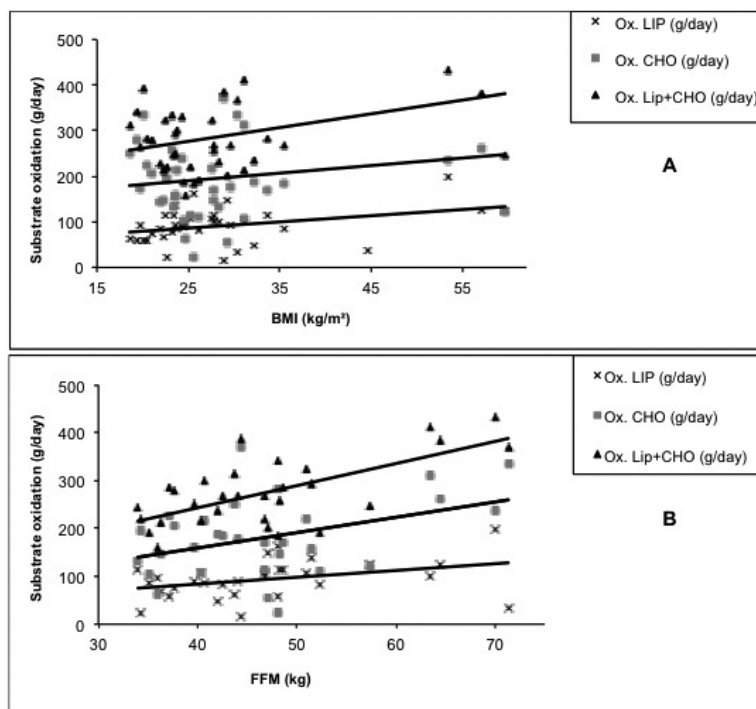 500
400
300
200
100
0
Substrate oxidation (g/day)
15 25 35 45 55
BMI (kg/m²)
Ox. LIP (g/day)
Ox. CHO (g/day)
Ox. Lip+CHO (g/day)
A
500
400
300
200
100
0
Substrate oxidation (g/day)
30 40 50 60 70
FFM (kg)
Ox. LIP (g/day)
Ox. CHO (g/day)
Ox. Lip+CHO (g/day)
B